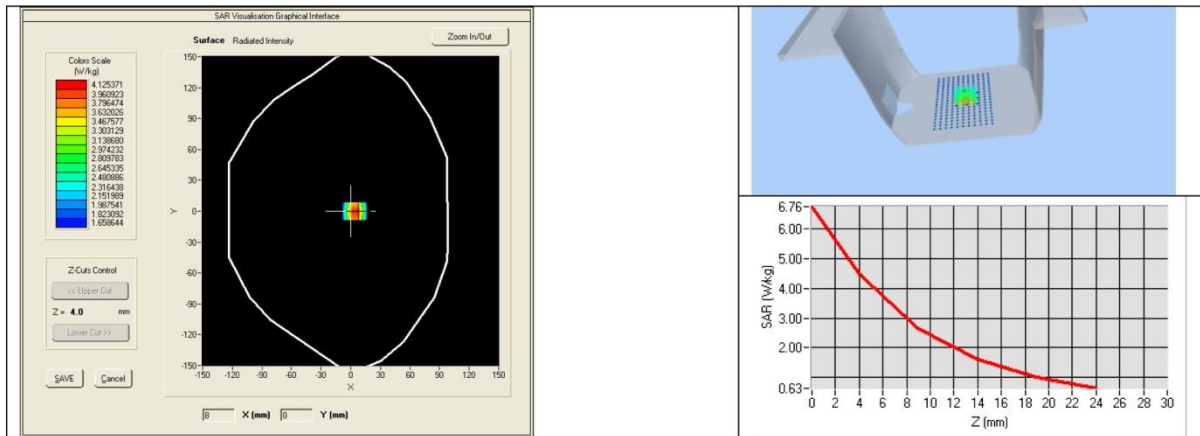 SAR Visualisation Graphical Interface
Surface Radiated Intensity
Zoom In/Out
Colors Scale
(W/kg)
4.125371
3.960923
3.796474
3.632026
3.467577
3.303129
3.138680
2.974232
2.809783
2.645335
2.480886
2.316438
2.151989
1.987541
1.823092
1.658644
Z-Cuts Control
<< Upper Cut
Z = 4.0 mm
Lower Cut >>
SAVE Cancel
Y
150
120
90
60
30
0
-30
-60
-90
-120
-150
-150 -120 -90 -60 -30 0 30 60 90 120 150
X
8 X (mm) 0 Y (mm)
SAR (W/kg)
6.76
6.00
5.00
4.00
3.00
2.00
0.63
0 2 4 6 8 10 12 14 16 18 20 22 24 26 28 30
Z (mm)